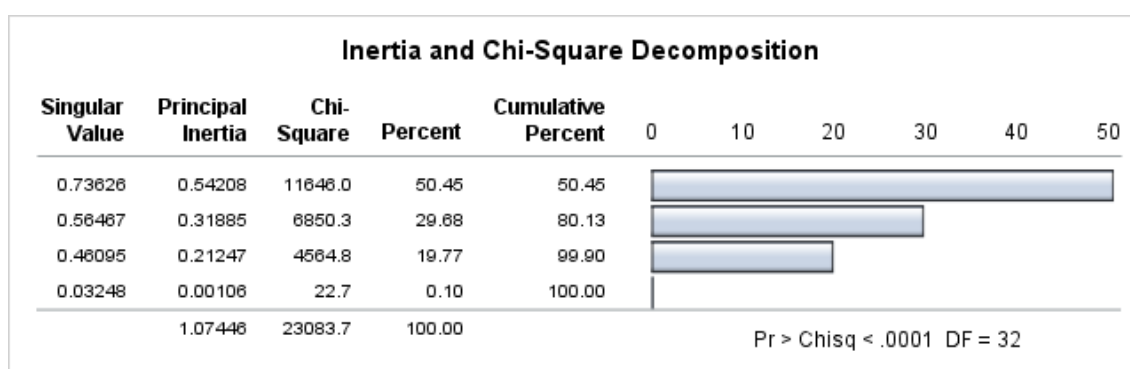 Inertia and Chi-Square Decomposition
Singular Value Principal Inertia Chi-Square Percent Cumulative Percent 0 10 20 30 40 50
0.73626 0.54208 11646.0 50.45 50.45
0.56467 0.31885 6850.3 29.68 80.13
0.46095 0.21247 4564.8 19.77 99.90
0.03248 0.00106 22.7 0.10 100.00
1.07446 23083.7 100.00
Pr > Chisq < .0001 DF = 32